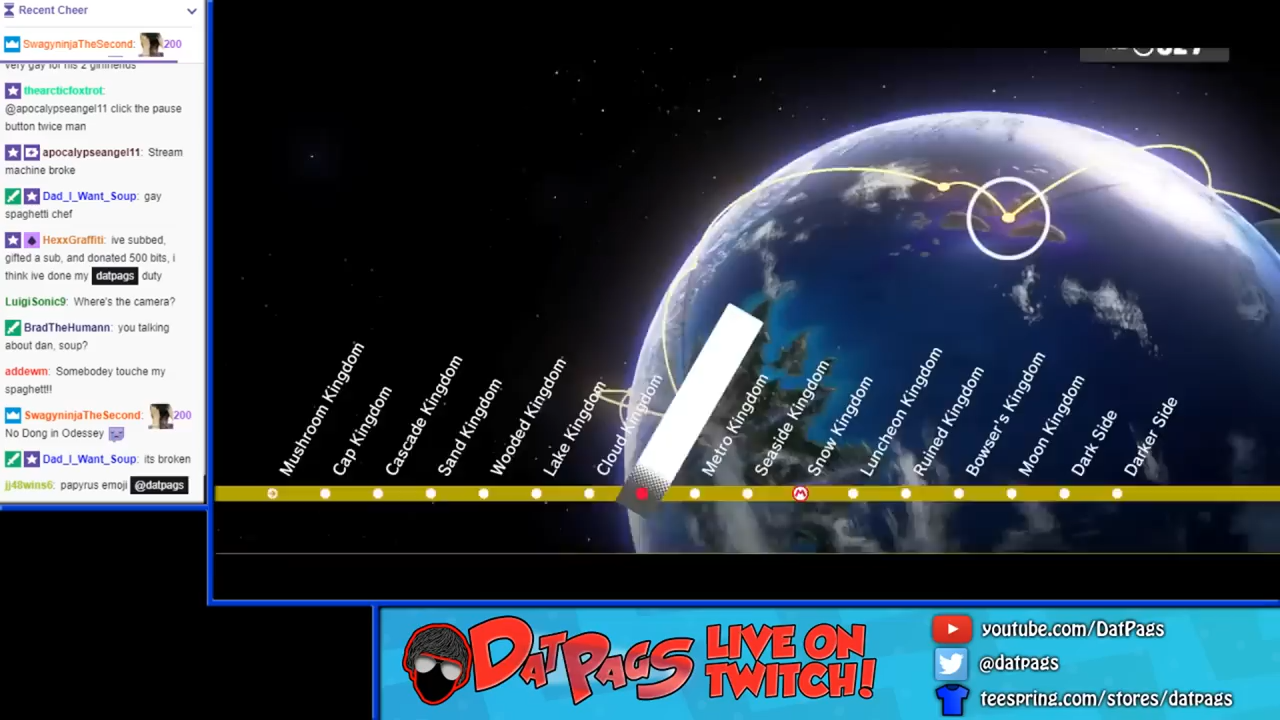 Recent Cheer
SwagyninjaTheSecond: 200
very gay for his 2 girlfriends
thearcticfoxtrot:
@apocalypseangel11 click the pause
button twice man
apocalypseangel11: Stream
machine broke
Dad_I_Want_Soup: gay
spaghetti chef
HexxGraffiti: ive subbed,
gifted a sub, and donated 500 bits, i
think ive done my datpags duty
LuigiSonic9: Where's the camera?
BradTheHumann: you talking
about dan, soup?
addewm: Somebodey touche my
spaghett!!
SwagyninjaTheSecond: 200
No Dong in Odessey
Dad_I_Want_Soup: its broken
jj48wins6: papyrus emoji @datpags
Mushroom Kingdom
Cap Kingdom
Cascade Kingdom
Sand Kingdom
Wooded Kingdom
Lake Kingdom
Cloud Kingdom
Metro Kingdom
Seaside Kingdom
Snow Kingdom
Luncheon Kingdom
Ruined Kingdom
Bowser's Kingdom
Moon Kingdom
Dark Side
Darker Side
DATPAGS LIVE ON
TWITCH!
youtube.com/DatPags
@datpags
teespring.com/stores/datpags